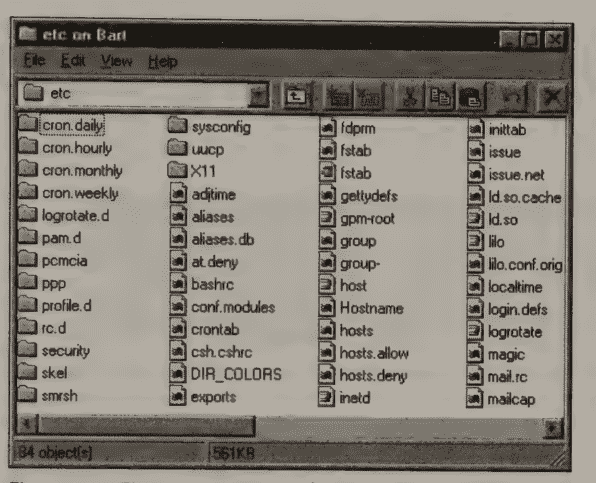 etc on Bart
File Edit View Help
etc
cron.daily
cron.hourly
cron.monthly
cron.weekly
logrotate.d
pam.d
pcmcia
ppp
profile.d
rc.d
security
skel
smrsh
sysconfig
uucp
X11
adjtime
aliases
aliases.db
at.deny
bashrc
conf.modules
crontab
csh.cshrc
DIR_COLORS
exports
fdprm
fstab
fstab
gettydefs
gpm-root
group
group-
host
Hostname
hosts
hosts.allow
hosts.deny
inetd
inittab
issue
issue.net
ld.so.cache
ld.so
lilo
lilo.conf.orig
localtime
login.defs
logrotate
magic
mail.rc
mailcap
84 object(s) 561KB